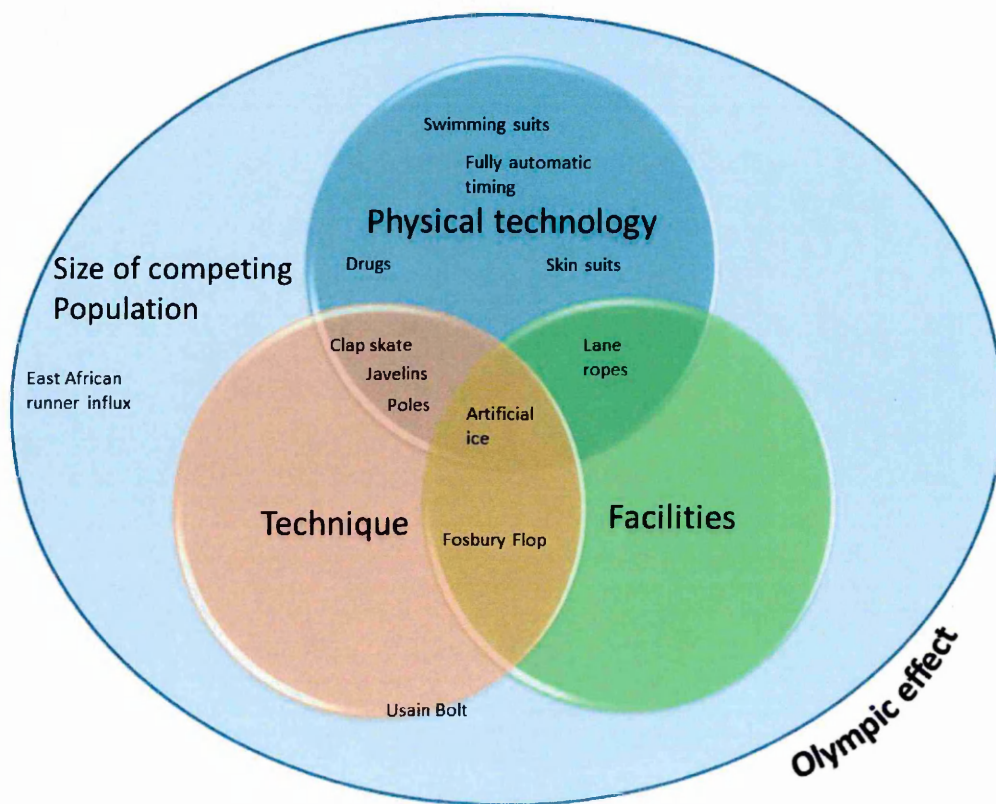 Swimming suits
Fully automatic
timing
Physical technology
Drugs
Skin suits
Size of competing
Population
East African
runner influx
Clap skate
Javelins
Poles
Lane
ropes
Artificial
ice
Technique
Facilities
Fosbury Flop
Usain Bolt
Olympic effect